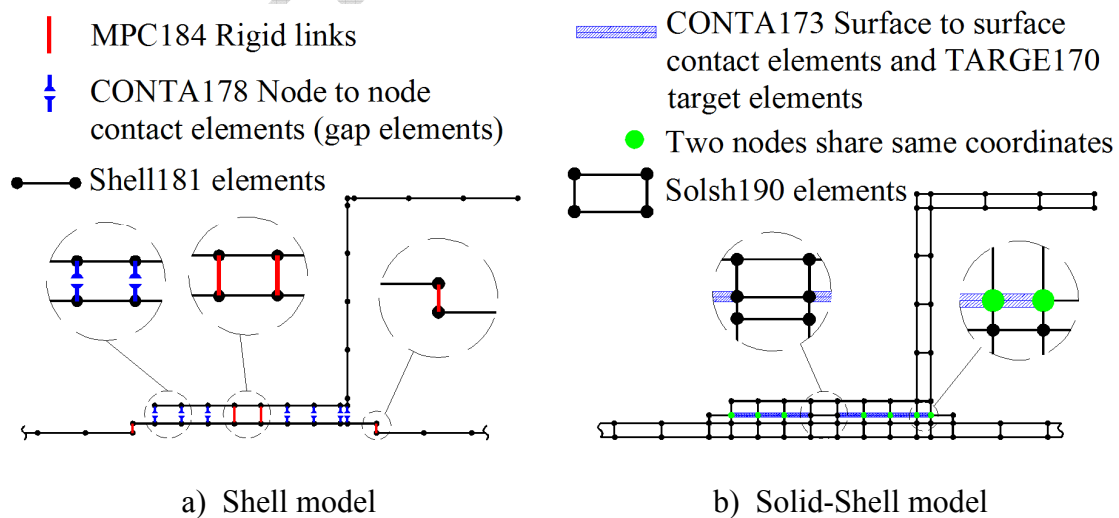 MPC184 Rigid links
CONTA178 Node to node
contact elements (gap elements)
Shell181 elements
a) Shell model
CONTA173 Surface to surface
contact elements and TARGE170
target elements
Two nodes share same coordinates
Solsh190 elements
b) Solid-Shell model